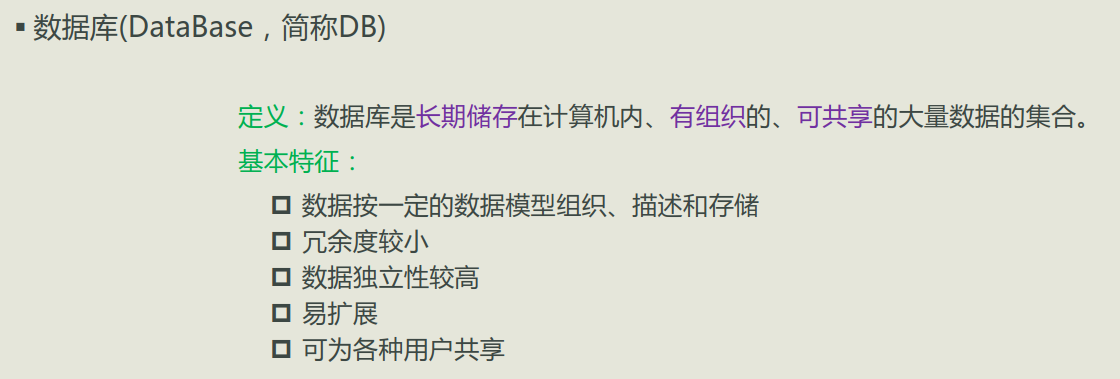 ▪ 数据库(DataBase，简称DB)
定义：数据库是长期储存在计算机内、有组织的、可共享的大量数据的集合。
基本特征：
数据按一定的数据模型组织、描述和存储
冗余度较小
数据独立性较高
易扩展
可为各种用户共享